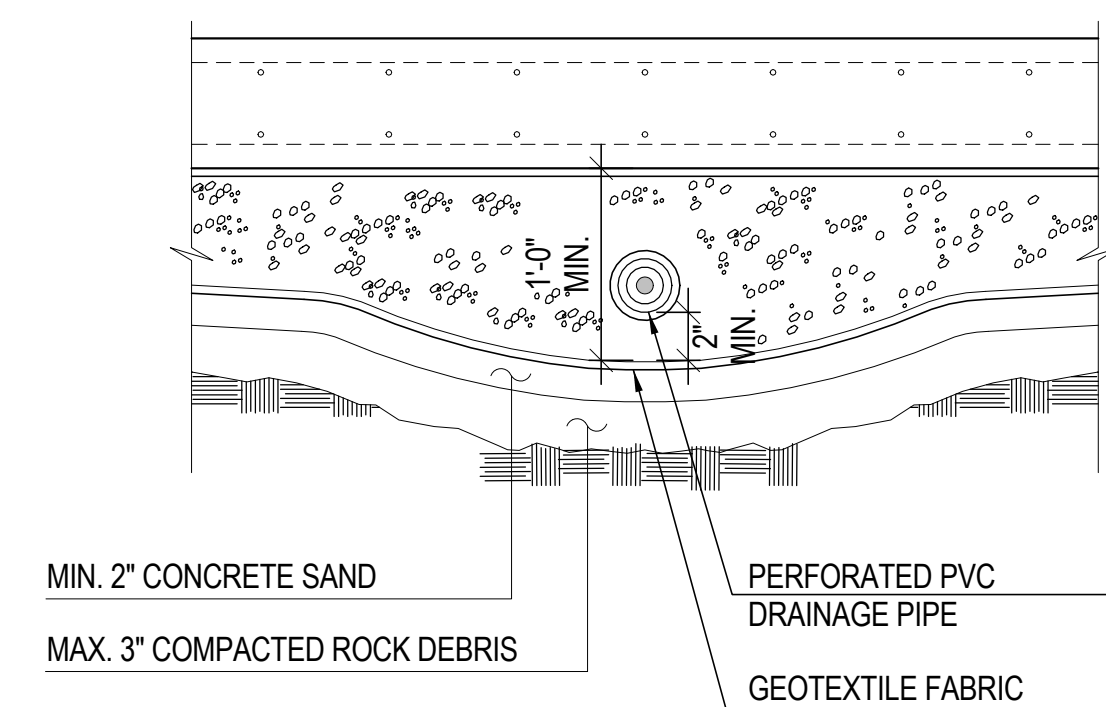 1'-0"
MIN.
2"
MIN.
MIN. 2" CONCRETE SAND
MAX. 3" COMPACTED ROCK DEBRIS
PERFORATED PVC
DRAINAGE PIPE
GEOTEXTILE FABRIC